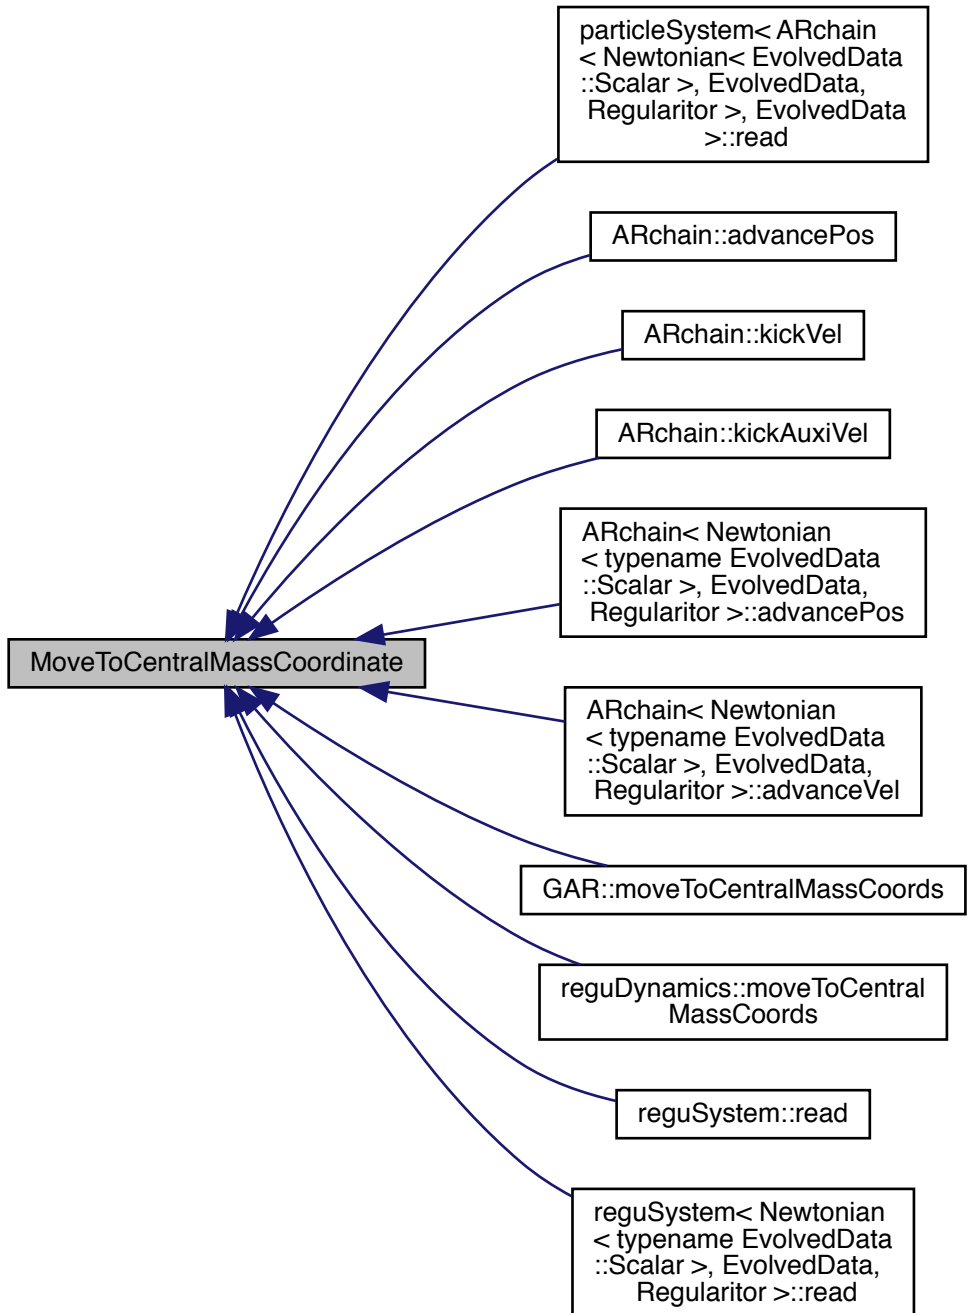 particleSystem< ARchain
< Newtonian< EvolvedData
::Scalar >, EvolvedData,
Regularitor >, EvolvedData
>::read
ARchain::advancePos
ARchain::kickVel
ARchain::kickAuxiVel
ARchain< Newtonian
< typename EvolvedData
::Scalar >, EvolvedData,
Regularitor >::advancePos
MoveToCentralMassCoordinate
ARchain< Newtonian
< typename EvolvedData
::Scalar >, EvolvedData,
Regularitor >::advanceVel
GAR::moveToCentralMassCoords
reguDynamics::moveToCentral
MassCoords
reguSystem::read
reguSystem< Newtonian
< typename EvolvedData
::Scalar >, EvolvedData,
Regularitor >::read